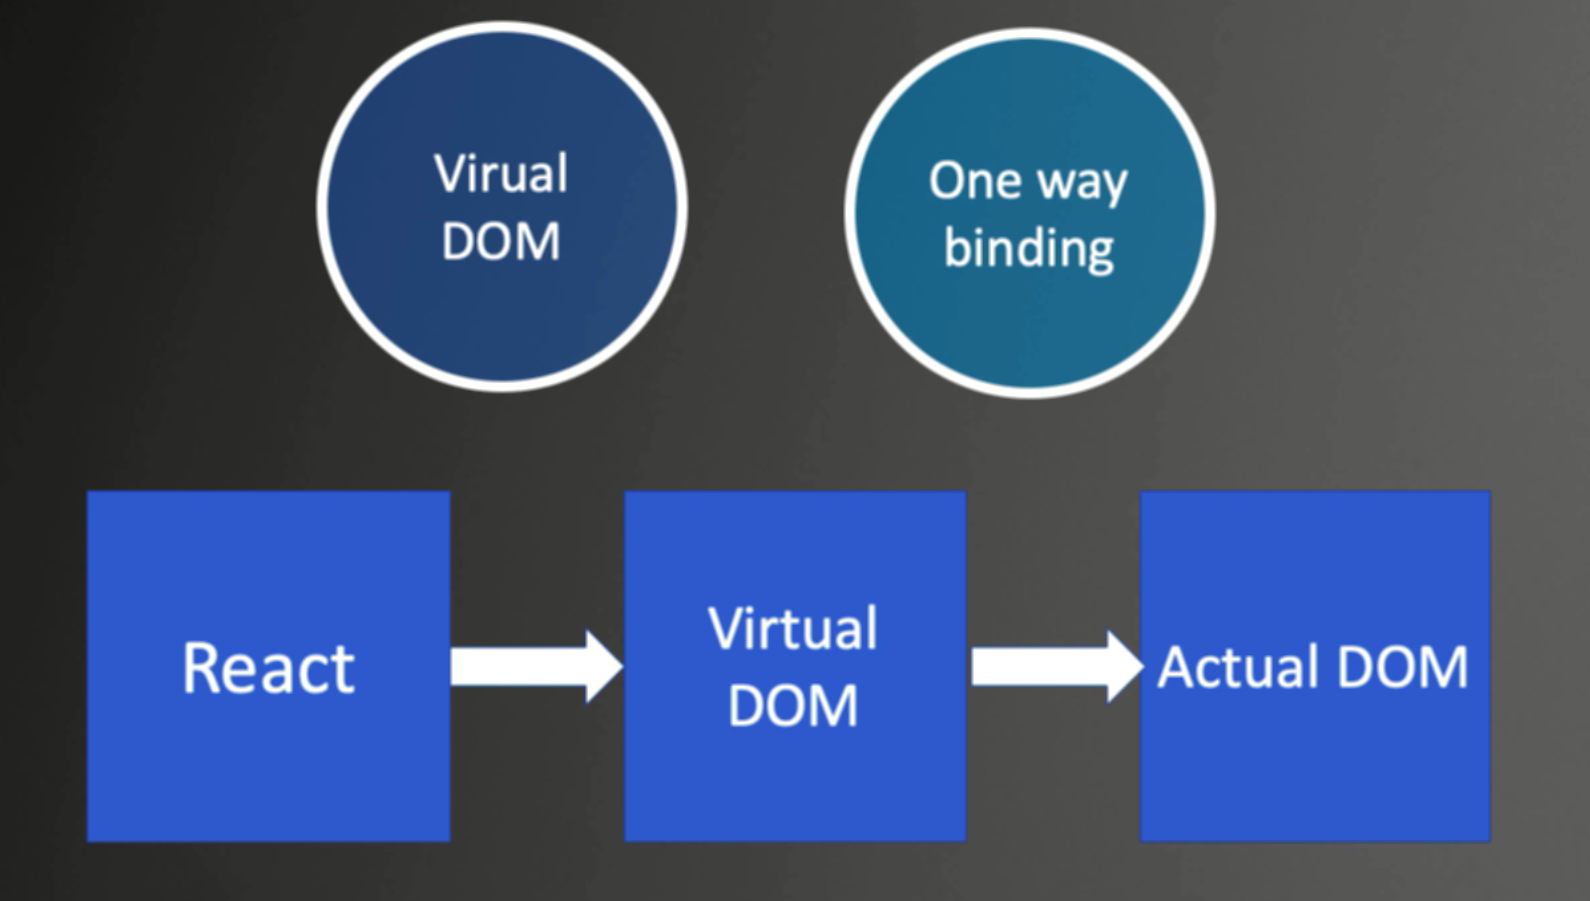 Virual
DOM
One way
binding
React
Virtual
DOM
Actual DOM